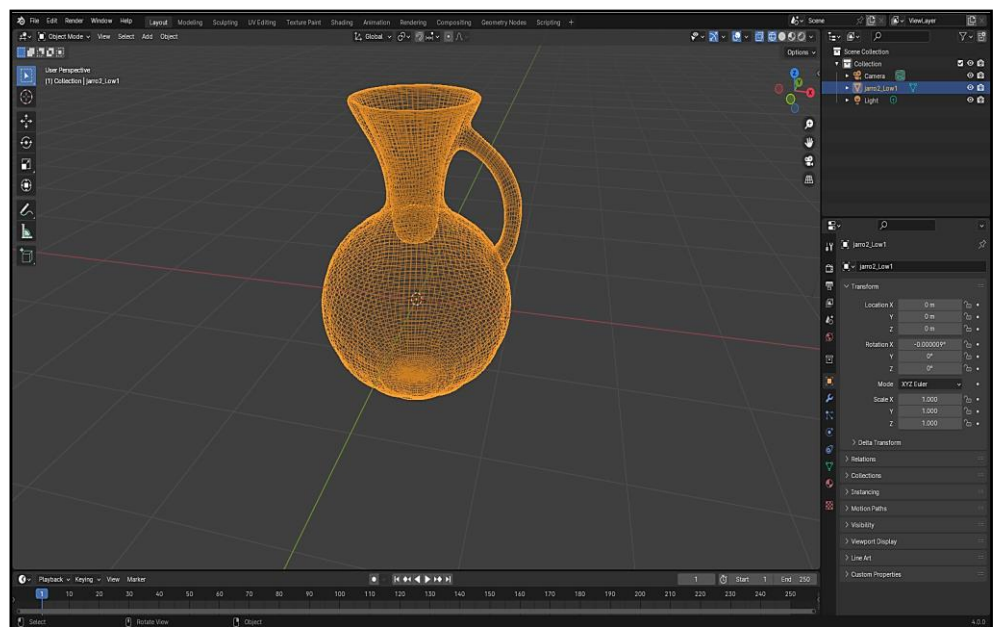 File Edit Render Window Help Layout Modeling Sculpting UV Editing Texture Paint Shading Animation Rendering Compositing Geometry Nodes Scripting + Scene ViewLayer
Object Mode View Select Add Object Global
Options
User Perspective
(1) Collection | jarro2_Low1
Z
Y
X
Scene Collection
Collection
Camera
jarro2_Low1
Light
jarro2_Low1
jarro2_Low1
Transform
Location X 0 m
Y 0 m
Z 0 m
Rotation X -0.000009°
Y 0°
Z 0°
Mode XYZ Euler
Scale X 1.000
Y 1.000
Z 1.000
Delta Transform
Relations
Collections
Instancing
Motion Paths
Visibility
Viewport Display
Line Art
Custom Properties
Playback Keying View Marker 1 Start 1 End 250
1 10 20 30 40 50 60 70 80 90 100 110 120 130 140 150 160 170 180 190 200 210 220 230 240 250
Select Rotate View Object 4.0.0